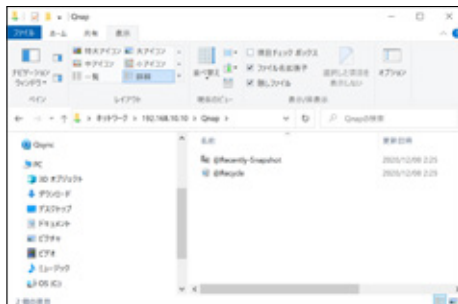 Qnap
ファイル ホーム 共有 表示
ナビゲーション ウィンドウ
特大アイコン 大アイコン
中アイコン 小アイコン
一覧 詳細
並べ替え
項目チェック ボックス
ファイル名拡張子
隠しファイル
選択した項目を 表示しない
オプション
ペイン レイアウト 現在のビュー 表示/非表示
ネットワーク > 192.168.10.10 > Qnap > Qnapの検索
Qsync
名前 更新日時
PC
@Recently-Snapshot 2020/12/08 2:25
3D オブジェクト
@Recycle 2020/12/08 2:25
ダウンロード
デスクトップ
ドキュメント
ピクチャ
ビデオ
ミュージック
OS (C:)